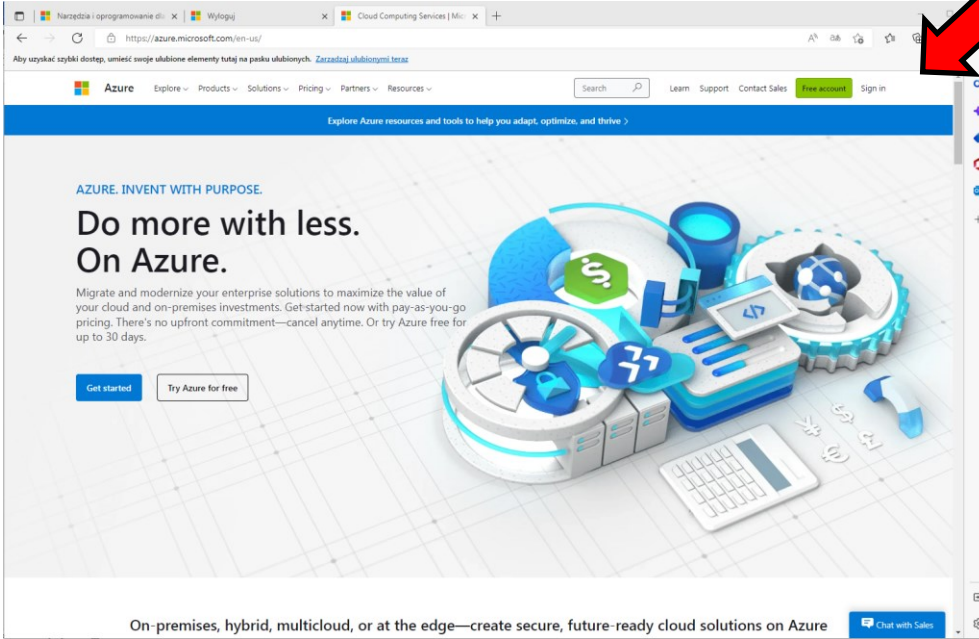 Narzędzia i oprogramowanie dla
Wyloguj
Cloud Computing Services | Micr
https://azure.microsoft.com/en-us/
Aby uzyskać szybki dostęp, umieść swoje ulubione elementy tutaj na pasku ulubionych. Zarządzaj ulubionymi teraz
Azure Explore Products Solutions Pricing Partners Resources Search Learn Support Contact Sales Free account Sign in
Explore Azure resources and tools to help you adapt, optimize, and thrive >
AZURE. INVENT WITH PURPOSE.
Do more with less.
On Azure.
Migrate and modernize your enterprise solutions to maximize the value of
your cloud and on-premises investments. Get started now with pay-as-you-go
pricing. There's no upfront commitment—cancel anytime. Or try Azure free for
up to 30 days.
Get started Try Azure for free
On-premises, hybrid, multicloud, or at the edge—create secure, future-ready cloud solutions on Azure
Chat with Sales